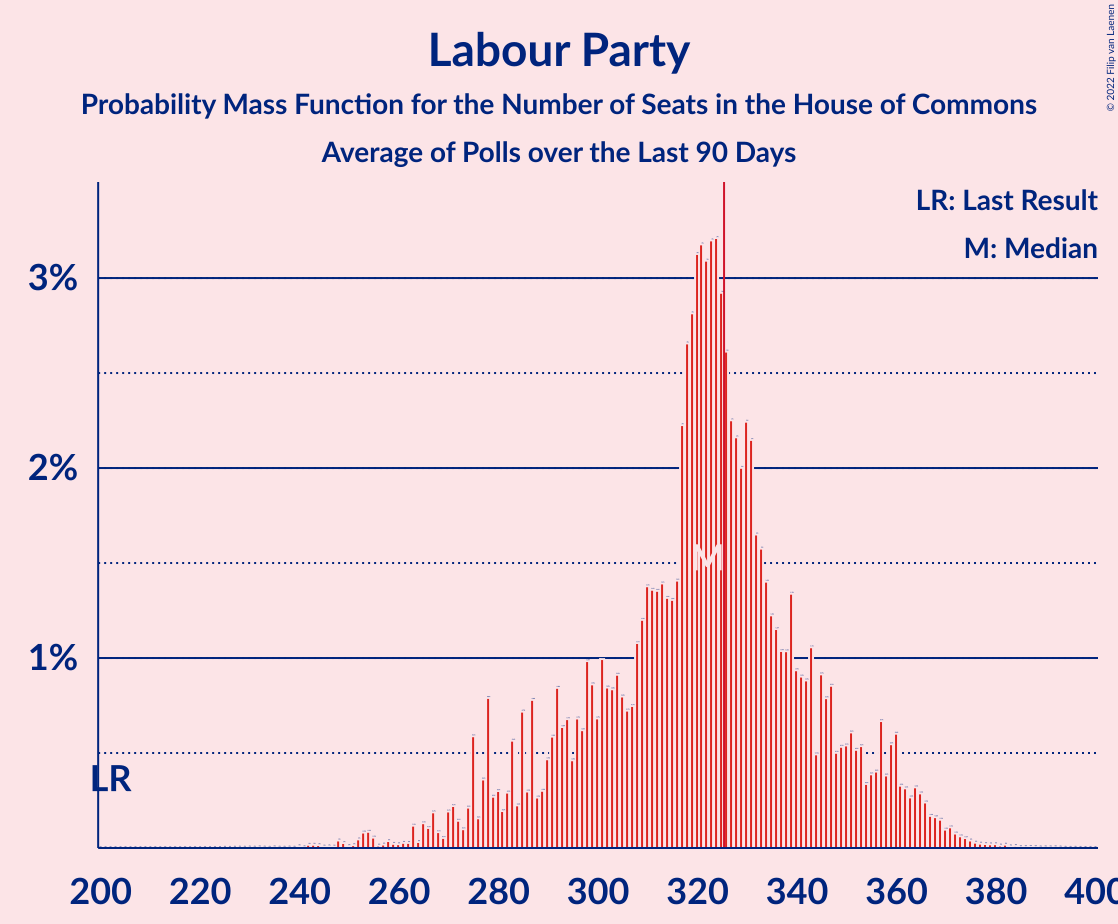 Labour Party
Probability Mass Function for the Number of Seats in the House of Commons
Average of Polls over the Last 90 Days
© 2022 Filip van Laenen
LR: Last Result
M: Median
3%
2%
1%
M
LR
200 220 240 260 280 300 320 340 360 380 400